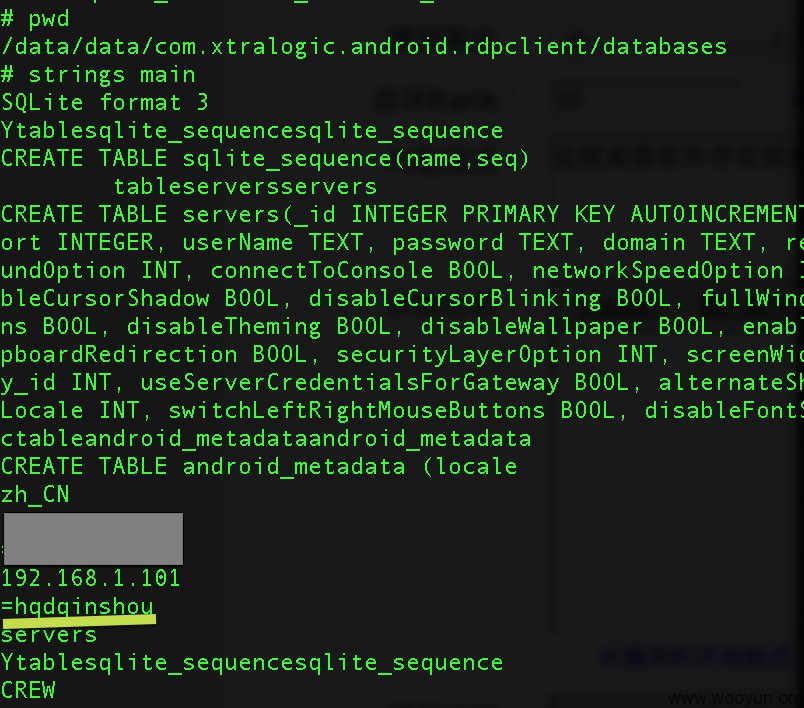 # pwd
/data/data/com.xtralogic.android.rdpclient/databases
# strings main
SQLite format 3
Ytablesqlite_sequencesqlite_sequence
CREATE TABLE sqlite_sequence(name,seq)
tableserversservers
CREATE TABLE servers(_id INTEGER PRIMARY KEY AUTOINCREMENT
ort INTEGER, userName TEXT, password TEXT, domain TEXT, re
undOption INT, connectToConsole BOOL, networkSpeedOption I
bleCursorShadow BOOL, disableCursorBlinking BOOL, fullWind
ns BOOL, disableTheming BOOL, disableWallpaper BOOL, enabl
pboardRedirection BOOL, securityLayerOption INT, screenWid
y_id INT, useServerCredentialsForGateway BOOL, alternateSh
Locale INT, switchLeftRightMouseButtons BOOL, disableFontS
ctableandroid_metadataandroid_metadata
CREATE TABLE android_metadata (locale
zh_CN
192.168.1.101
=hqdqinshou
servers
Ytablesqlite_sequencesqlite_sequence
CREW
www.wooyun.org